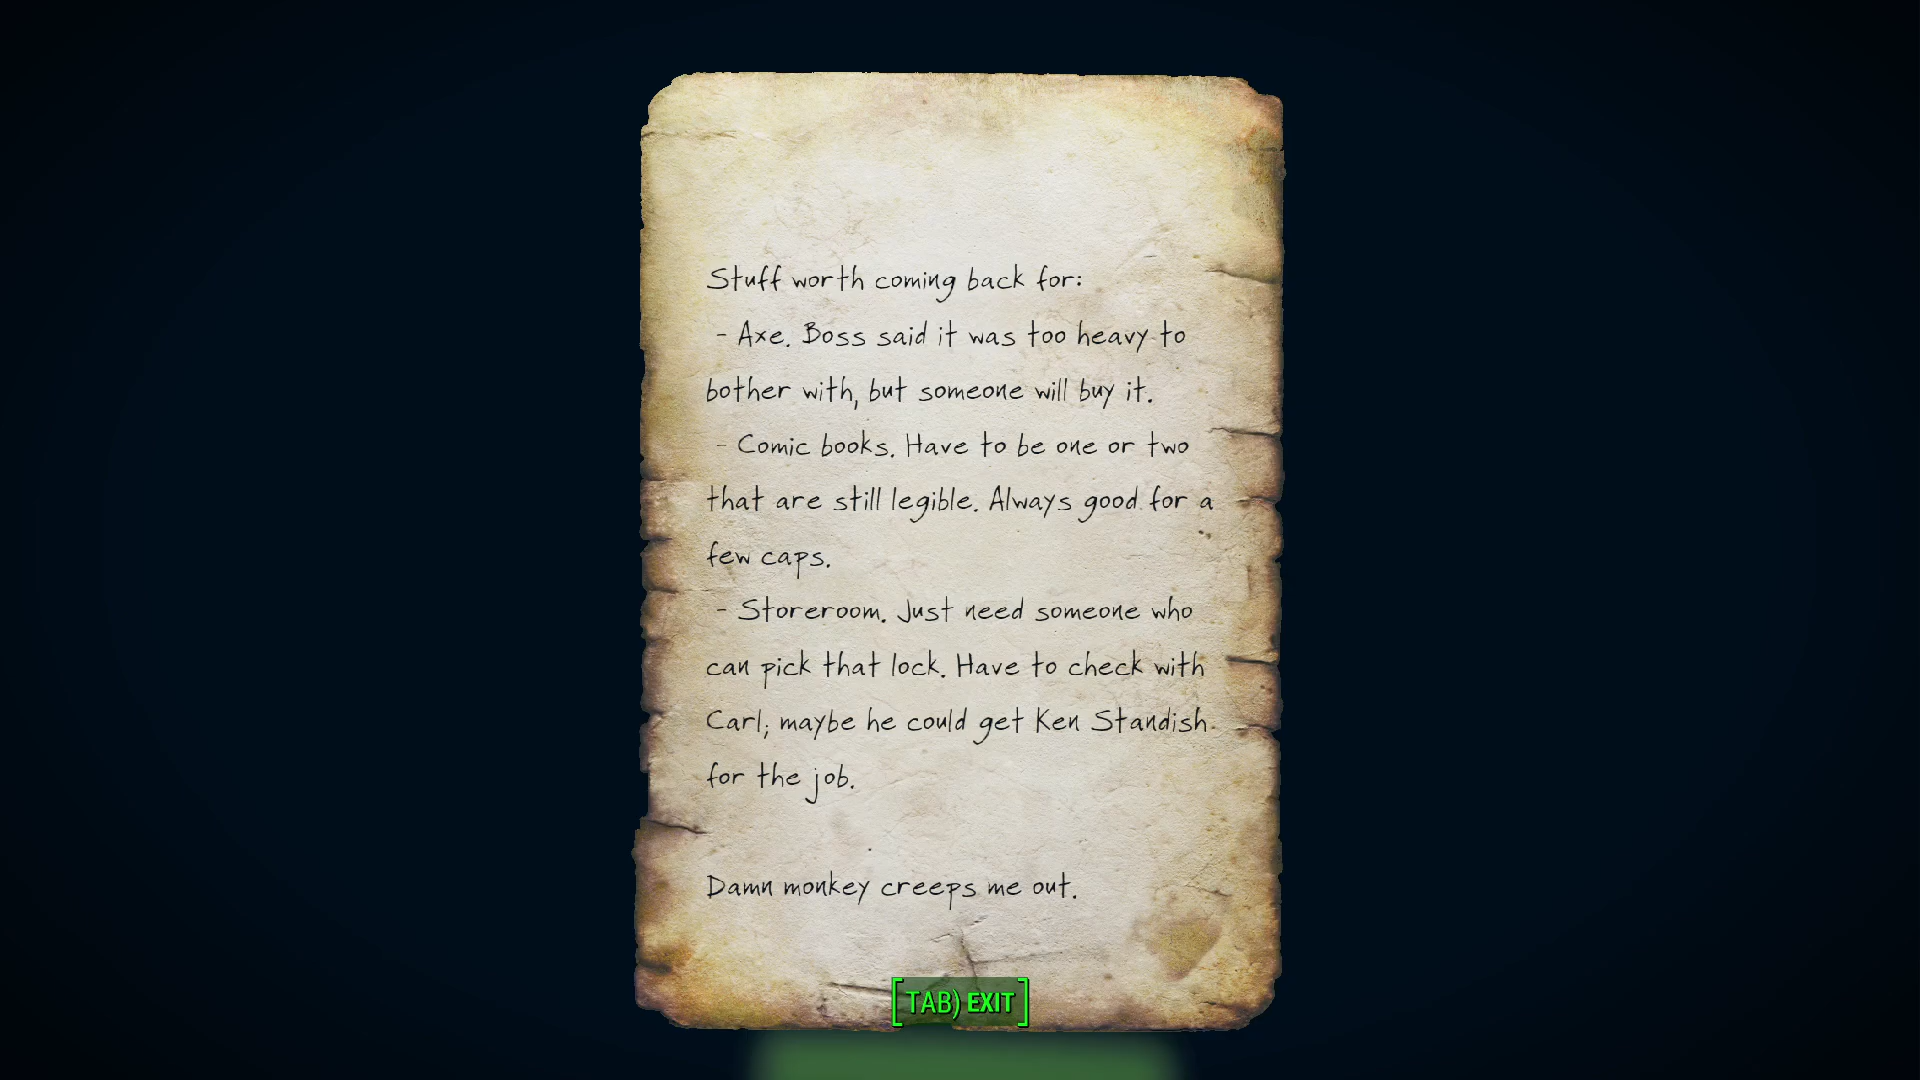 Stuff worth coming back for:
- Axe. Boss said it was too heavy to
bother with, but someone will buy it.
- Comic books. Have to be one or two
that are still legible. Always good for a
few caps.
- Storeroom. Just need someone who
can pick that lock. Have to check with
Carl; maybe he could get Ken Standish
for the job.
Damn monkey creeps me out.
[TAB) EXIT]